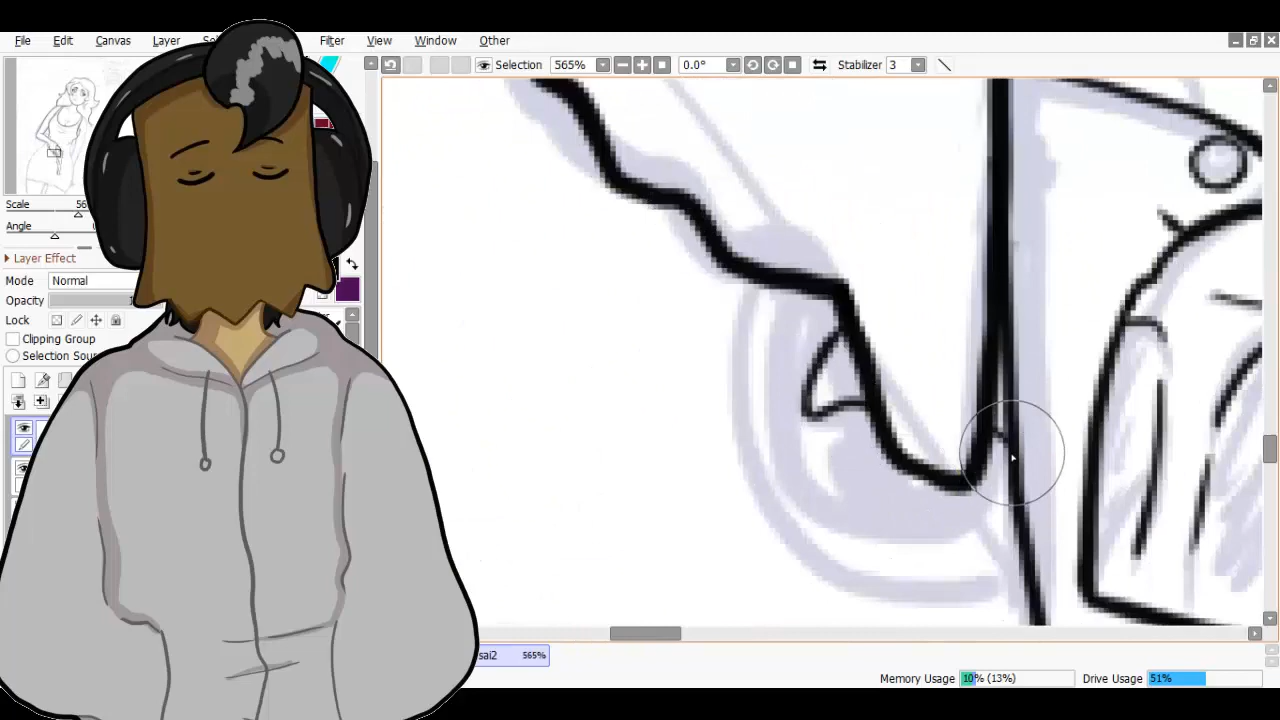 File Edit Canvas Layer Filter View Window Other
Selection 565% 0.0° Stabilizer 3
Scale 56
Angle
Layer Effect
Mode Normal
Opacity
Lock
Clipping Group
Selection
sai2 565%
Memory Usage 10% (13%) Drive Usage 51%